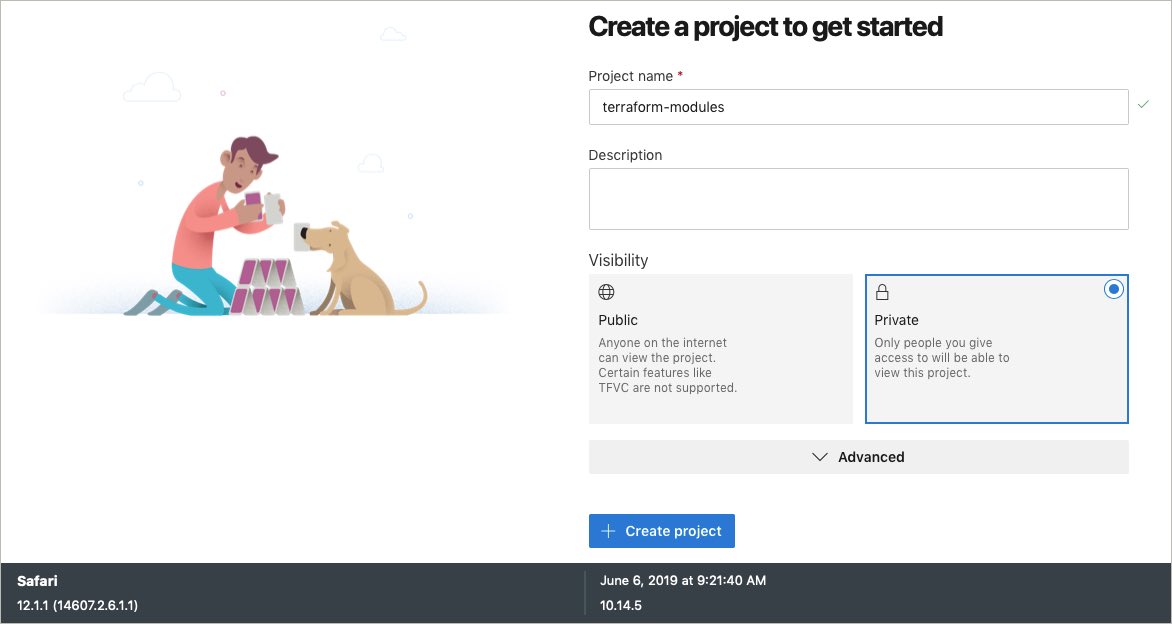 Create a project to get started
Project name *
terraform-modules
Description
Visibility
Public
Anyone on the internet
can view the project.
Certain features like
TFVC are not supported.
Private
Only people you give
access to will be able to
view this project.
Advanced
Create project
Safari
12.1.1 (14607.2.6.1.1)
June 6, 2019 at 9:21:40 AM
10.14.5